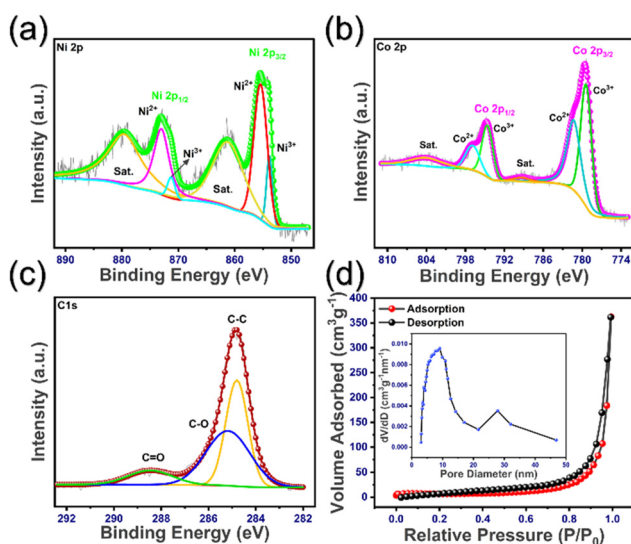 (a)
Ni 2p
Ni 2p3/2
Ni 2p1/2
Ni2+
Ni2+
Ni3+
Ni3+
Sat.
Sat.
Intensity (a.u.)
890 880 870 860 850
Binding Energy (eV)
(b)
Co 2p
Co 2p3/2
Co3+
Co 2p1/2
Co2+
Co2+
Co3+
Sat.
Sat.
Intensity (a.u.)
810 804 798 792 786 780 774
Binding Energy (eV)
(c)
C1s
C-C
C-O
C=O
Intensity (a.u.)
292 290 288 286 284 282
Binding Energy (eV)
(d)
Adsorption
Desorption
Volume Adsorbed (cm3g-1)
400
350
300
250
200
150
100
50
0
0.0 0.2 0.4 0.6 0.8 1.0
Relative Pressure (P/P0)
dV/dD (cm3g-1nm-1)
0.010
0.008
0.006
0.004
0.002
0.000
0 10 20 30 40 50
Pore Diameter (nm)